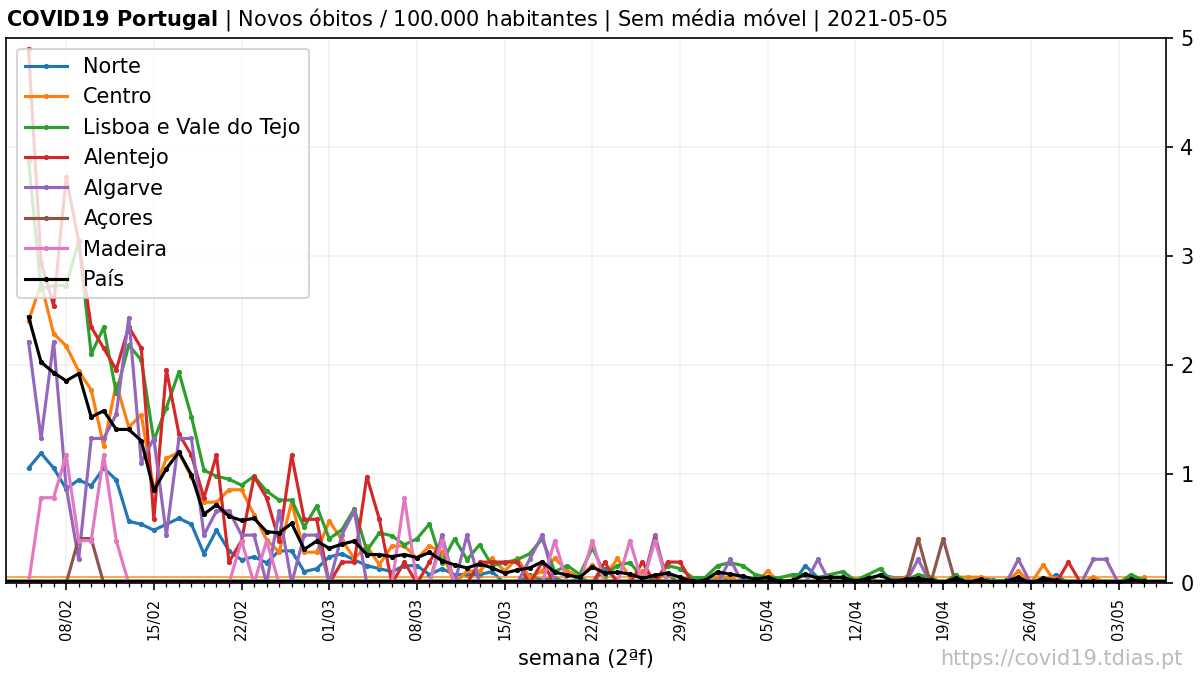 COVID19 Portugal | Novos óbitos / 100.000 habitantes | Sem média móvel | 2021-05-05
Norte
Centro
Lisboa e Vale do Tejo
Alentejo
Algarve
Açores
Madeira
País
5
4
3
2
1
0
08/02
15/02
22/02
01/03
08/03
15/03
22/03
29/03
05/04
12/04
19/04
26/04
03/05
semana (2ªf)
https://covid19.tdias.pt